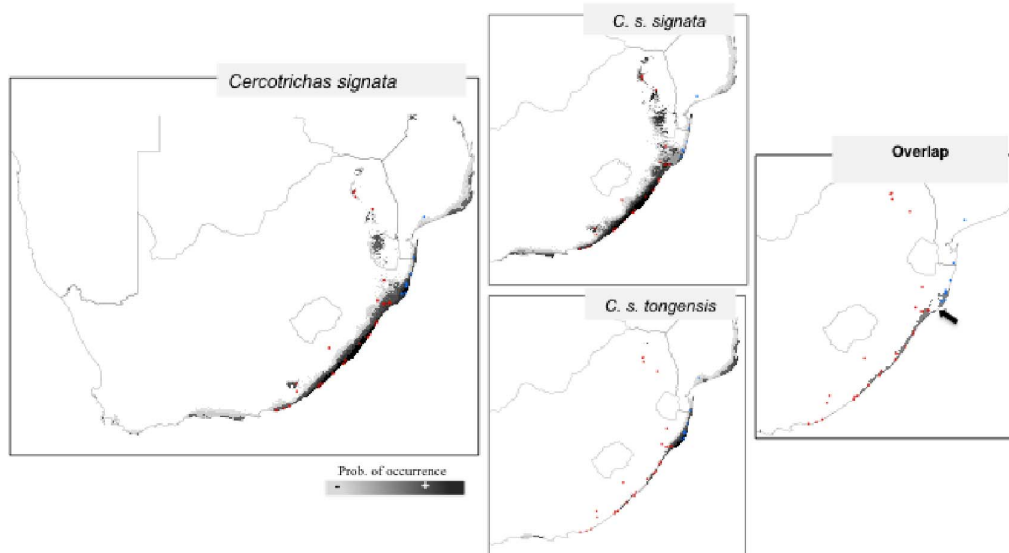 Cercotrichas signata
C. s. signata
C. s. tongensis
Overlap
Prob. of occurrence
- +